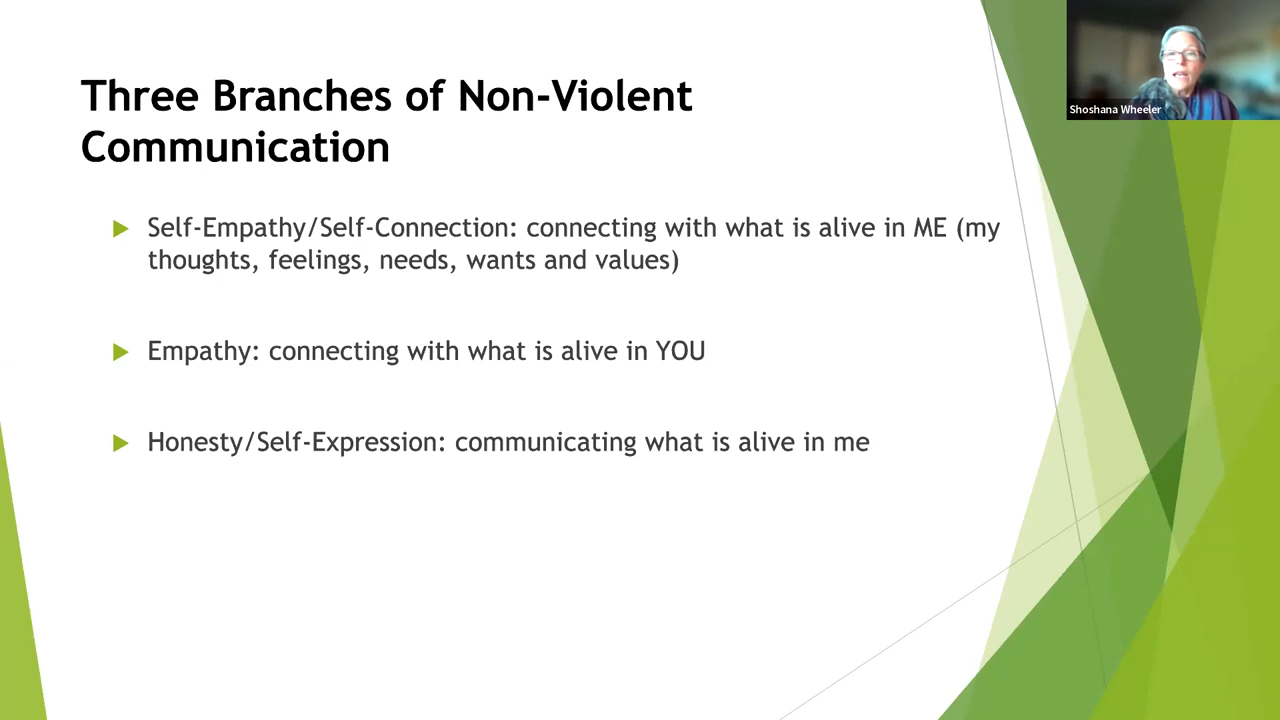 Three Branches of Non-Violent
Communication
Self-Empathy/Self-Connection: connecting with what is alive in ME (my
thoughts, feelings, needs, wants and values)
Empathy: connecting with what is alive in YOU
Honesty/Self-Expression: communicating what is alive in me
Shoshana Wheeler